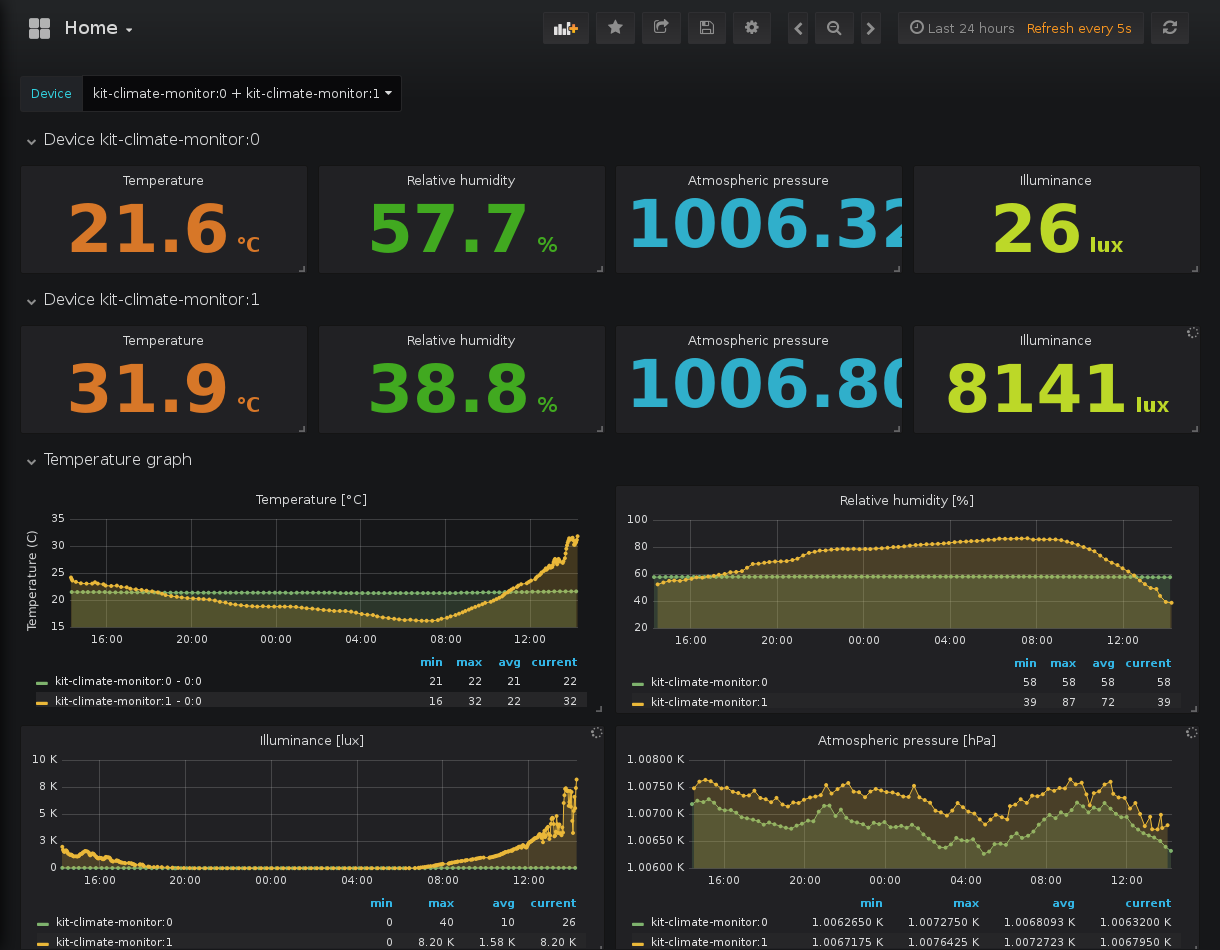 Home
Last 24 hours Refresh every 5s
Device kit-climate-monitor:0 + kit-climate-monitor:1
Device kit-climate-monitor:0
Temperature Relative humidity Atmospheric pressure Illuminance
21.6 °C 57.7 % 1006.32 26 lux
Device kit-climate-monitor:1
Temperature Relative humidity Atmospheric pressure Illuminance
31.9 °C 38.8 % 1006.80 8141 lux
Temperature graph
Temperature [°C]
Temperature (C)
35
30
25
20
15
16:00 20:00 00:00 04:00 08:00 12:00
min max avg current
kit-climate-monitor:0 - 0:0 21 22 21 22
kit-climate-monitor:1 - 0:0 16 32 22 32
Relative humidity [%]
100
80
60
40
20
16:00 20:00 00:00 04:00 08:00 12:00
min max avg current
kit-climate-monitor:0 58 58 58 58
kit-climate-monitor:1 39 87 72 39
Illuminance [lux]
10 K
8 K
5 K
3 K
0
16:00 20:00 00:00 04:00 08:00 12:00
min max avg current
kit-climate-monitor:0 0 40 10 26
kit-climate-monitor:1 0 8.20 K 1.58 K 8.20 K
Atmospheric pressure [hPa]
1.00800 K
1.00750 K
1.00700 K
1.00650 K
1.00600 K
16:00 20:00 00:00 04:00 08:00 12:00
min max avg current
kit-climate-monitor:0 1.0062650 K 1.0072750 K 1.0068093 K 1.0063200 K
kit-climate-monitor:1 1.0067175 K 1.0076425 K 1.0072723 K 1.0067950 K